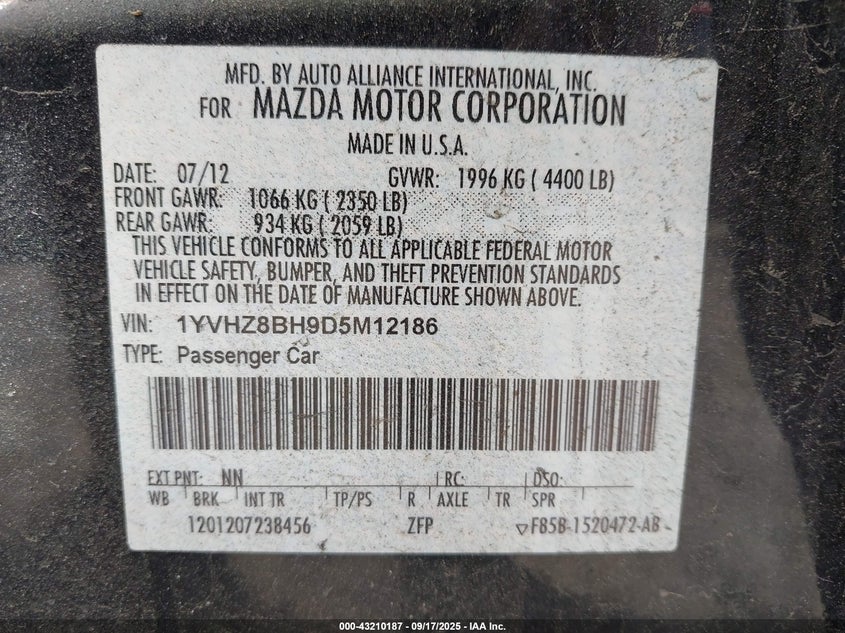 MFD. BY AUTO ALLIANCE INTERNATIONAL, INC.
FOR MAZDA MOTOR CORPORATION
MADE IN U.S.A.
DATE: 07/12 GVWR: 1996 KG ( 4400 LB)
FRONT GAWR: 1066 KG ( 2350 LB)
REAR GAWR: 934 KG ( 2059 LB)
THIS VEHICLE CONFORMS TO ALL APPLICABLE FEDERAL MOTOR
VEHICLE SAFETY, BUMPER, AND THEFT PREVENTION STANDARDS
IN EFFECT ON THE DATE OF MANUFACTURE SHOWN ABOVE.
VIN: 1YVHZ8BH9D5M12186
TYPE: Passenger Car
EXT PNT: NN RC: DSO:
WB BRK INT TR TP/PS R AXLE TR SPR
1201207238456 ZFP ▽FB5B-1520472-AB
000-43210187 - 09/17/2025 - IAA Inc.